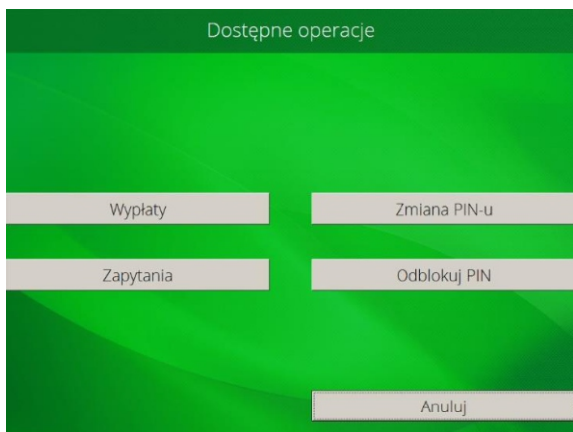 Dostępne operacje
Wypłaty
Zmiana PIN-u
Zapytania
Odblokuj PIN
Anuluj